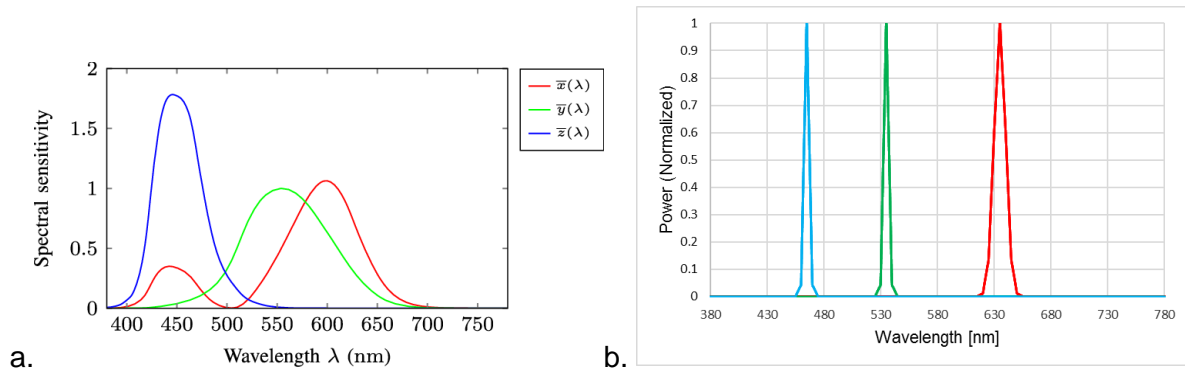 2
1.5
1
0.5
0
Spectral sensitivity
400 450 500 550 600 650 700 750
Wavelength λ (nm)
x̅(λ)
y̅(λ)
z̅(λ)
a.
1
0.9
0.8
0.7
0.6
0.5
0.4
0.3
0.2
0.1
0
Power (Normalized)
380 430 480 530 580 630 680 730 780
Wavelength [nm]
b.